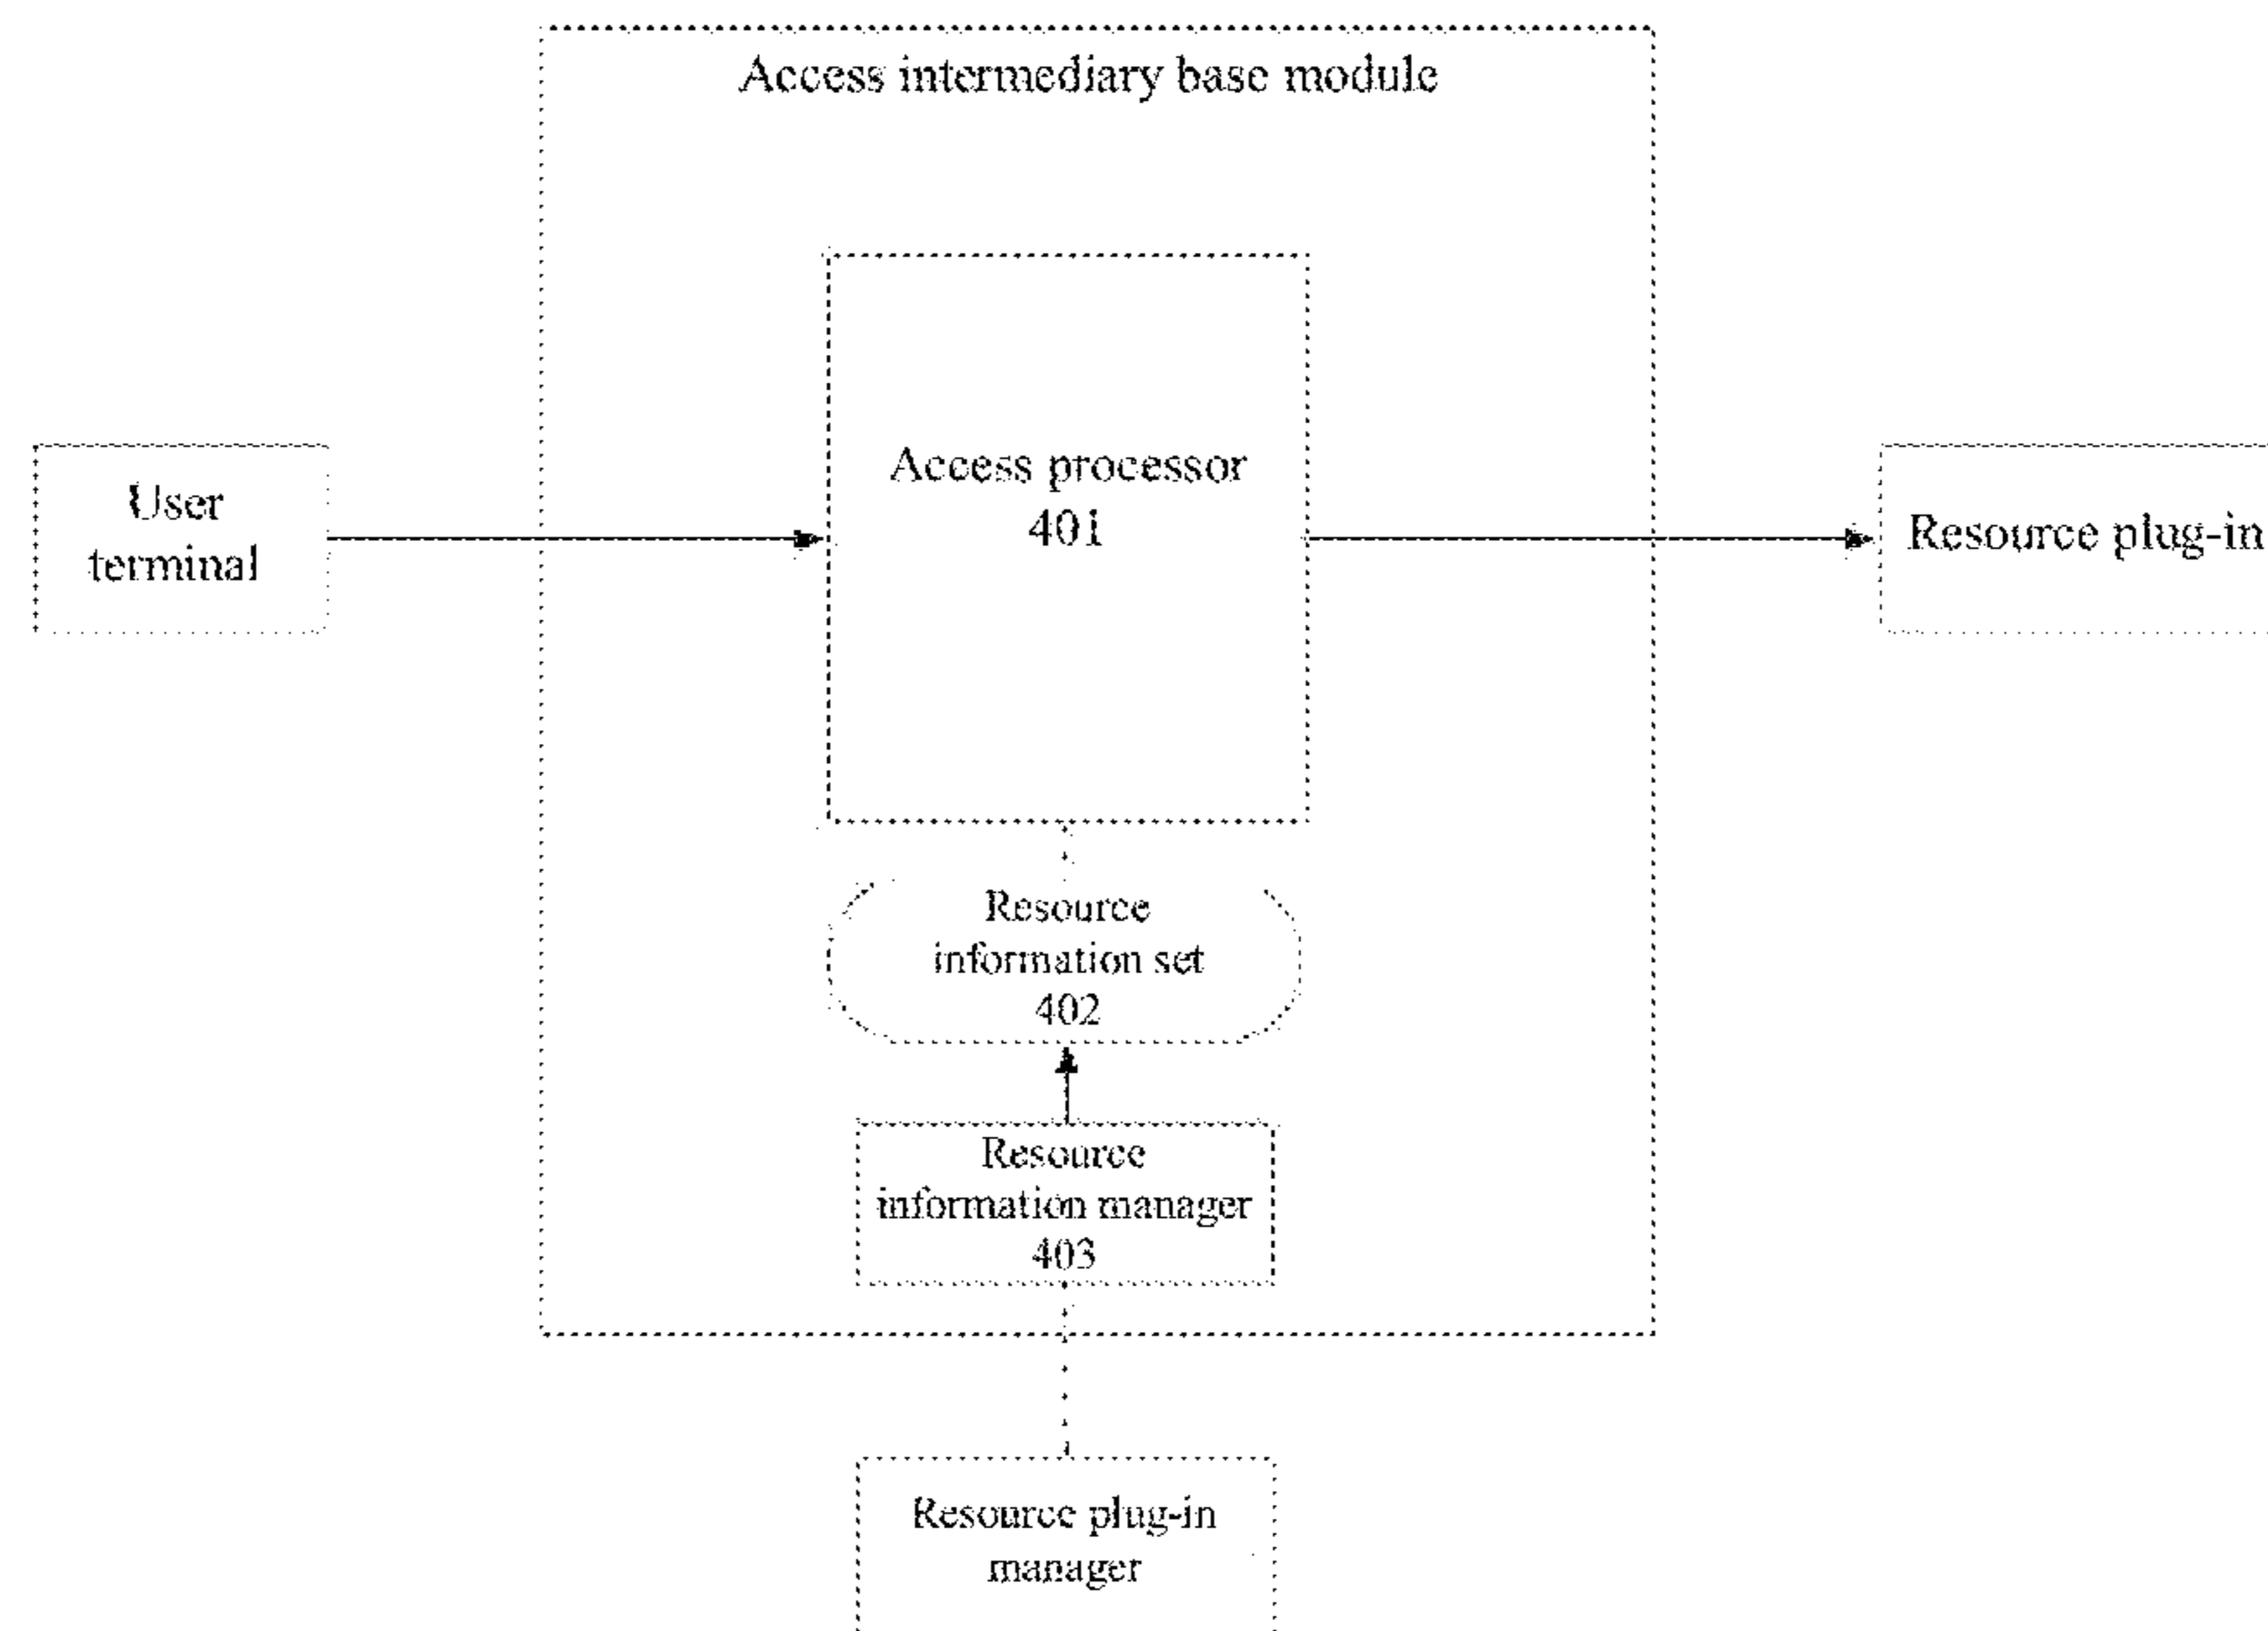 Access intermediary base module
User
terminal
Access processor
401
Resource plug-in
Resource
information set
402
Resource
information manager
403
Resource plug-in
manager